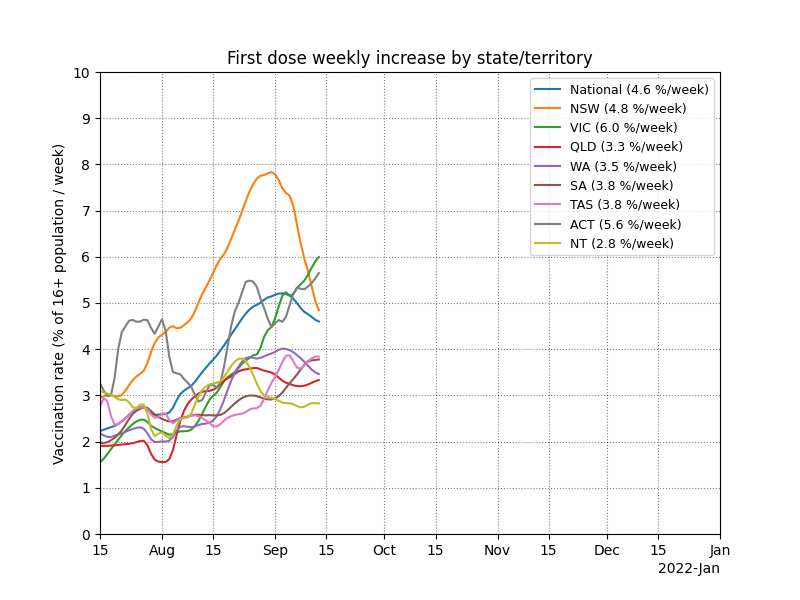 First dose weekly increase by state/territory
Vaccination rate (% of 16+ population / week)
10
9
8
7
6
5
4
3
2
1
0
National (4.6 %/week)
NSW (4.8 %/week)
VIC (6.0 %/week)
QLD (3.3 %/week)
WA (3.5 %/week)
SA (3.8 %/week)
TAS (3.8 %/week)
ACT (5.6 %/week)
NT (2.8 %/week)
15 Aug 15 Sep 15 Oct 15 Nov 15 Dec 15 Jan
2022-Jan